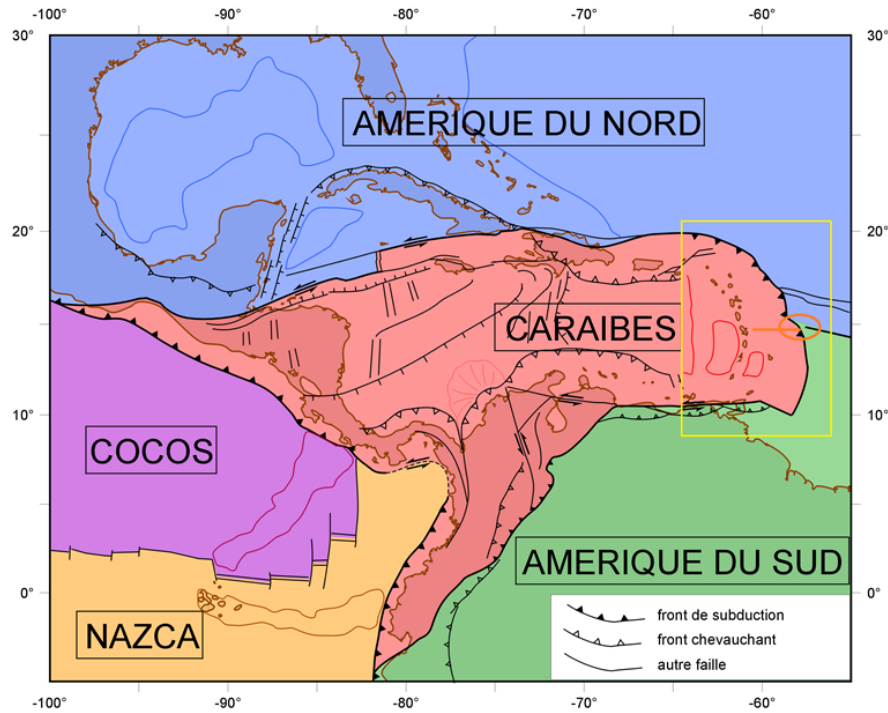 -100° -90° -80° -70° -60°
30° 30°
AMERIQUE DU NORD
20° 20°
CARAIBES
10° 10°
COCOS
AMERIQUE DU SUD
0° 0°
front de subduction
NAZCA
front chevauchant
autre faille
-100° -90° -80° -70° -60°